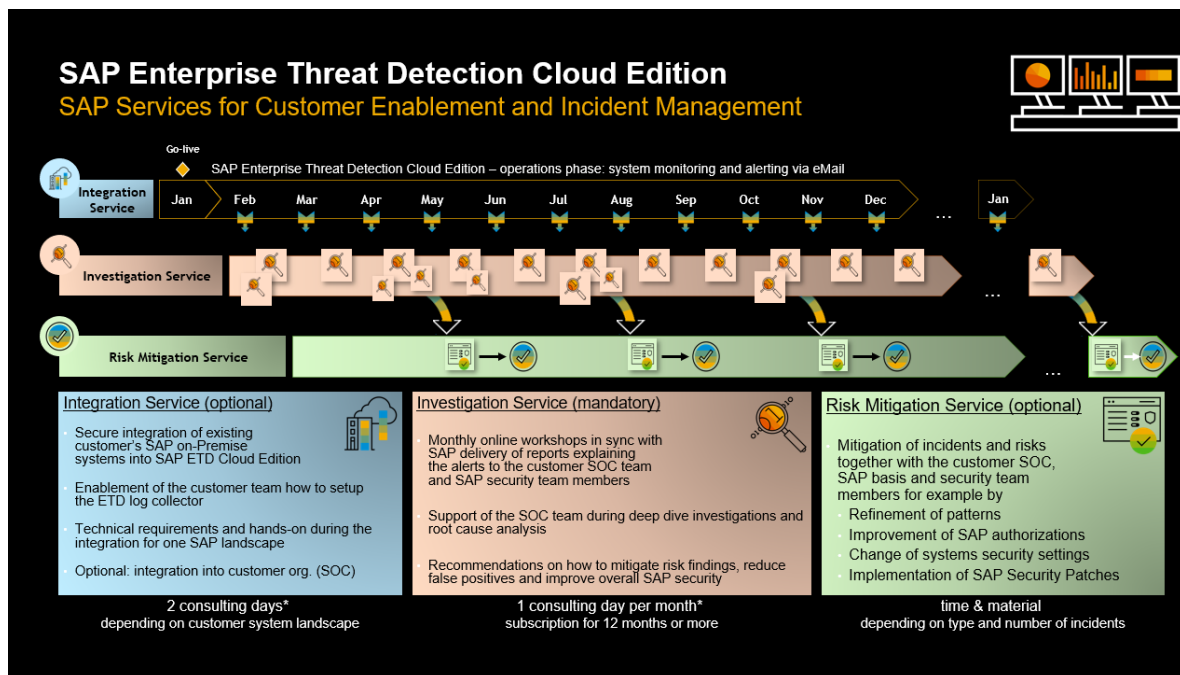 SAP Enterprise Threat Detection Cloud Edition
SAP Services for Customer Enablement and Incident Management
Go-live
SAP Enterprise Threat Detection Cloud Edition – operations phase: system monitoring and alerting via eMail
Integration
Service
Jan
Feb
Mar
Apr
May
Jun
Jul
Aug
Sep
Oct
Nov
Dec
...
Jan
Investigation Service
...
Risk Mitigation Service
...
Integration Service (optional)
Secure integration of existing
customer's SAP on-Premise
systems into SAP ETD Cloud Edition
Enablement of the customer team how to setup
the ETD log collector
Technical requirements and hands-on during the
integration for one SAP landscape
Optional: integration into customer org. (SOC)
2 consulting days*
depending on customer system landscape
Investigation Service (mandatory)
Monthly online workshops in sync with
SAP delivery of reports explaining
the alerts to the customer SOC team
and SAP security team members
Support of the SOC team during deep dive investigations and
root cause analysis
Recommendations on how to mitigate risk findings, reduce
false positives and improve overall SAP security
1 consulting day per month*
subscription for 12 months or more
Risk Mitigation Service (optional)
Mitigation of incidents and risks
together with the customer SOC,
SAP basis and security team
members for example by
Refinement of patterns
Improvement of SAP authorizations
Change of systems security settings
Implementation of SAP Security Patches
time & material
depending on type and number of incidents